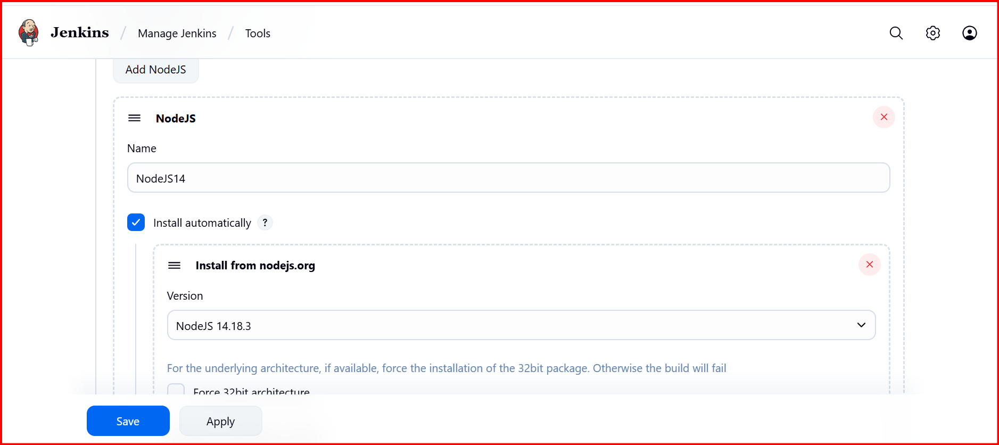 Jenkins / Manage Jenkins / Tools
Add NodeJS
NodeJS
Name
NodeJS14
Install automatically ?
Install from nodejs.org
Version
NodeJS 14.18.3
For the underlying architecture, if available, force the installation of the 32bit package. Otherwise the build will fail
Force 32bit architecture
Save Apply